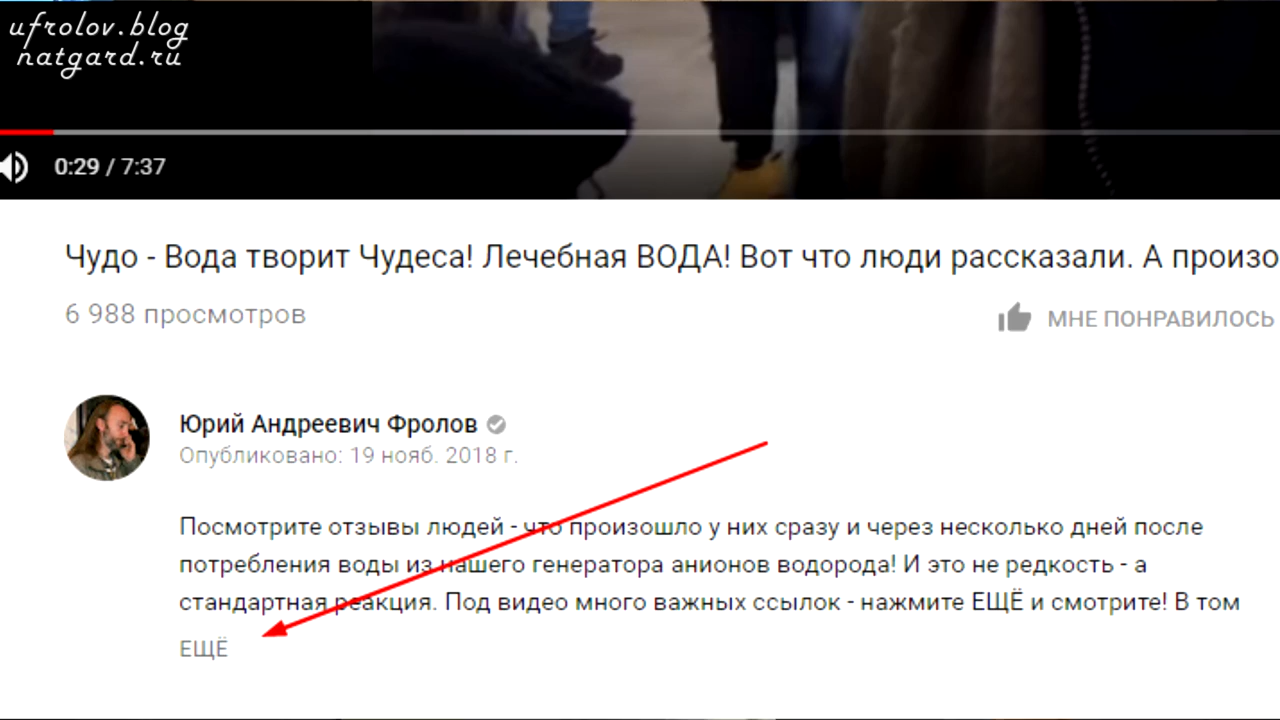 ufrolov.blog
natgard.ru
0:29 / 7:37
Чудо - Вода творит Чудеса! Лечебная ВОДА! Вот что люди рассказали. А произо
6 988 просмотров
МНЕ ПОНРАВИЛОСЬ
Юрий Андреевич Фролов
Опубликовано: 19 нояб. 2018 г.
Посмотрите отзывы людей - что произошло у них сразу и через несколько дней после
потребления воды из нашего генератора анионов водорода! И это не редкость - а
стандартная реакция. Под видео много важных ссылок - нажмите ЕЩЁ и смотрите! В том
ЕЩЁ